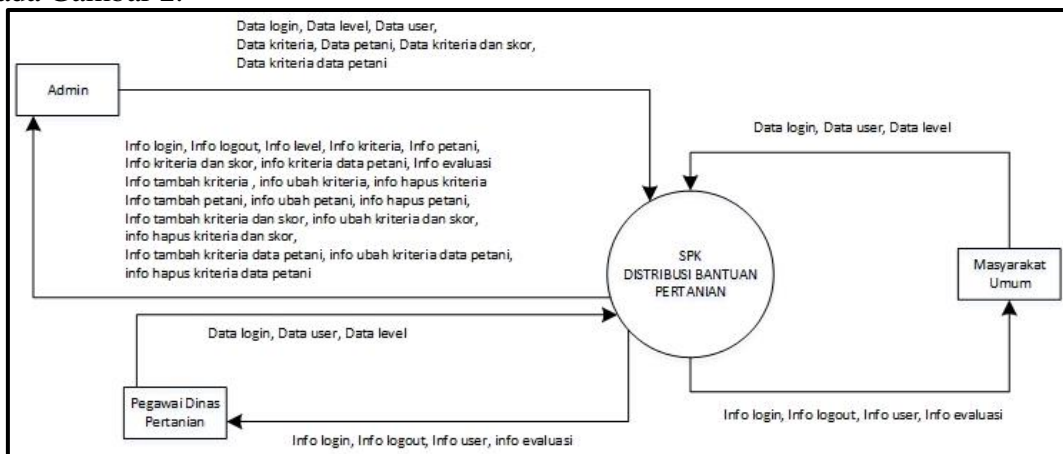 Data login, Data level, Data user,
Data kriteria, Data petani, Data kriteria dan skor,
Data kriteria data petani
Admin
Data login, Data user, Data level
Info login, Info logout, Info level, Info kriteria, Info petani,
Info kriteria dan skor, info kriteria data petani, Info evaluasi
Info tambah kriteria , info ubah kriteria, info hapus kriteria
Info tambah petani, info ubah petani, info hapus petani,
Info tambah kriteria dan skor, info ubah kriteria dan skor,
info hapus kriteria dan skor,
Info tambah kriteria data petani, info ubah kriteria data petani,
info hapus kriteria data petani
SPK
DISTRIBUSI BANTUAN
PERTANIAN
Masyarakat
Umum
Data login, Data user, Data level
Pegawai Dinas
Pertanian
Info login, Info logout, Info user, Info evaluasi
Info login, Info logout, Info user, info evaluasi